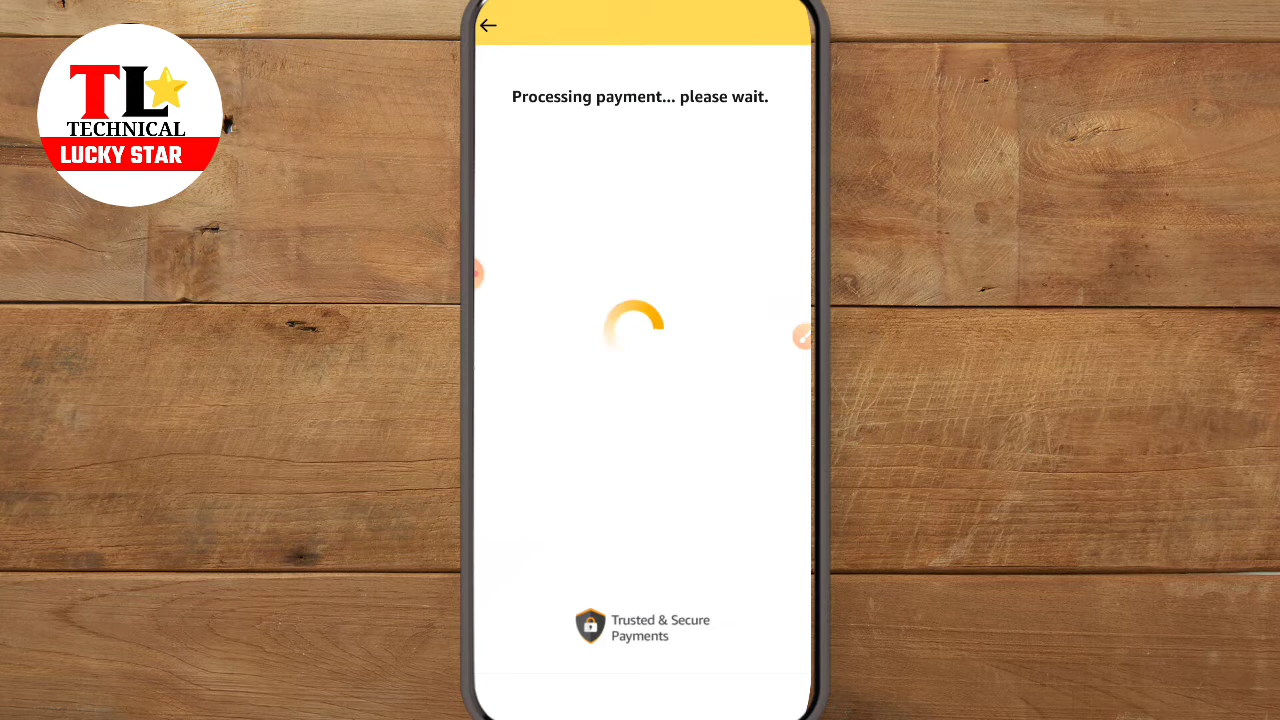 TL
TECHNICAL
LUCKY STAR
Processing payment... please wait.
Trusted & Secure
Payments